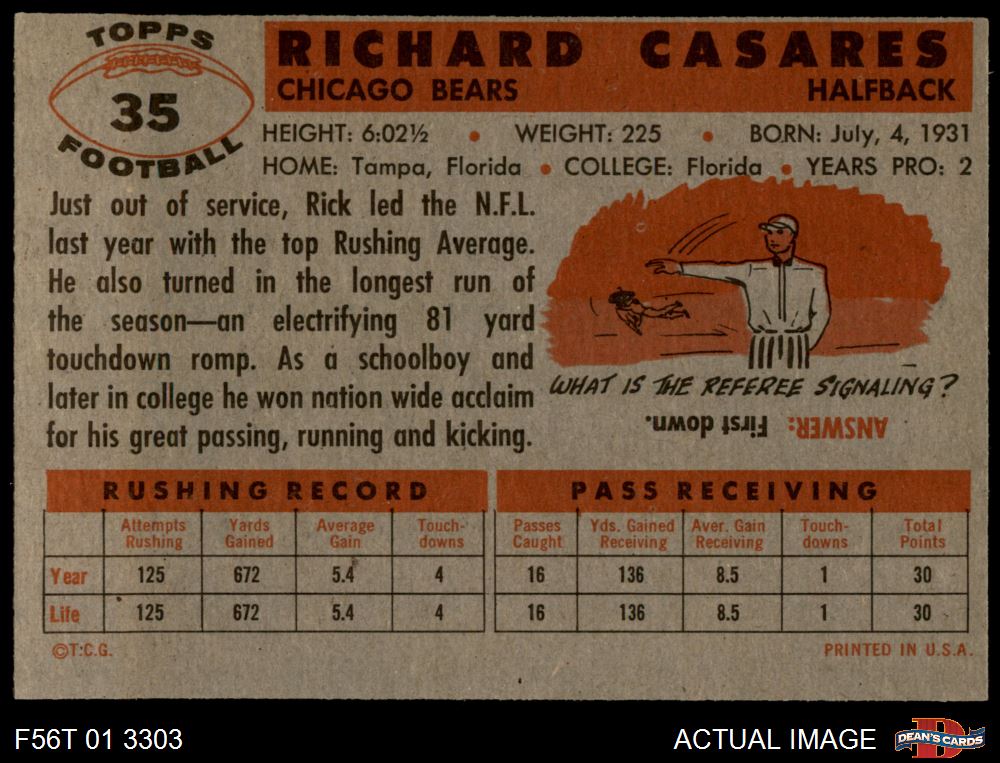 TOPPS
35
FOOTBALL
RICHARD CASARES
CHICAGO BEARS HALFBACK
HEIGHT: 6:02½ • WEIGHT: 225 • BORN: July, 4, 1931
HOME: Tampa, Florida • COLLEGE: Florida • YEARS PRO: 2
Just out of service, Rick led the N.F.L.
last year with the top Rushing Average.
He also turned in the longest run of
the season—an electrifying 81 yard
touchdown romp. As a schoolboy and
later in college he won nation wide acclaim
for his great passing, running and kicking.
WHAT IS THE REFEREE SIGNALING?
ANSWER: First down.
RUSHING RECORD
Attempts Rushing Yards Gained Average Gain Touch-downs
Year 125 672 5.4 4
Life 125 672 5.4 4
PASS RECEIVING
Passes Caught Yds. Gained Receiving Aver. Gain Receiving Touch-downs Total Points
16 136 8.5 1 30
16 136 8.5 1 30
©T.C.G. PRINTED IN U.S.A.
F56T 01 3303 ACTUAL IMAGE
D
DEAN'S CARDS